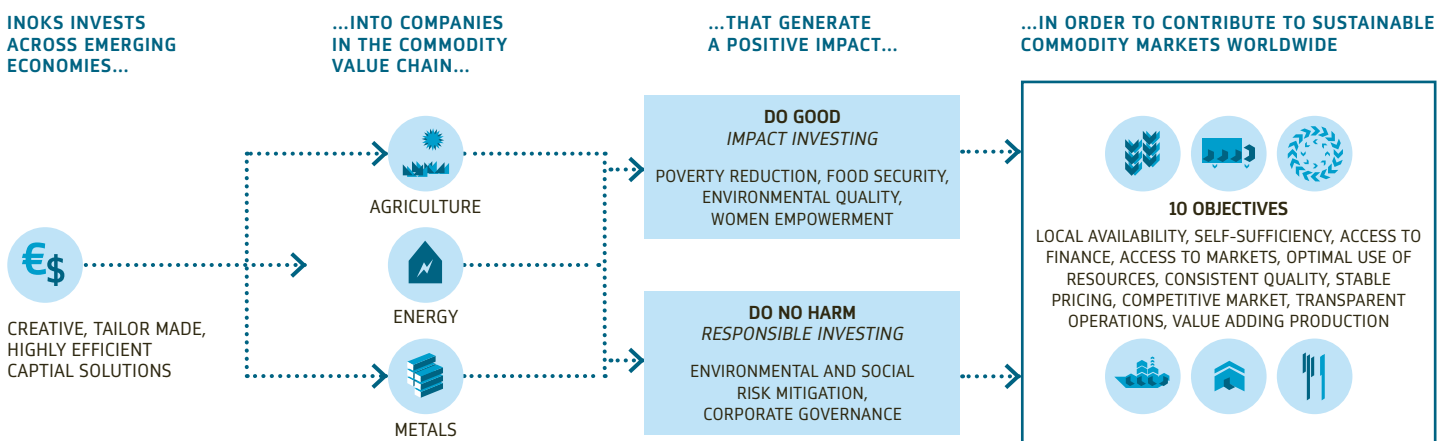 INOKS INVESTS
ACROSS EMERGING
ECONOMIES...
...INTO COMPANIES
IN THE COMMODITY
VALUE CHAIN...
...THAT GENERATE
A POSITIVE IMPACT...
...IN ORDER TO CONTRIBUTE TO SUSTAINABLE
COMMODITY MARKETS WORLDWIDE
€$
CREATIVE, TAILOR MADE,
HIGHLY EFFICIENT
CAPTIAL SOLUTIONS
AGRICULTURE
ENERGY
METALS
DO GOOD
IMPACT INVESTING
POVERTY REDUCTION, FOOD SECURITY,
ENVIRONMENTAL QUALITY,
WOMEN EMPOWERMENT
DO NO HARM
RESPONSIBLE INVESTING
ENVIRONMENTAL AND SOCIAL
RISK MITIGATION,
CORPORATE GOVERNANCE
10 OBJECTIVES
LOCAL AVAILABILITY, SELF-SUFFICIENCY, ACCESS TO
FINANCE, ACCESS TO MARKETS, OPTIMAL USE OF
RESOURCES, CONSISTENT QUALITY, STABLE
PRICING, COMPETITIVE MARKET, TRANSPARENT
OPERATIONS, VALUE ADDING PRODUCTION